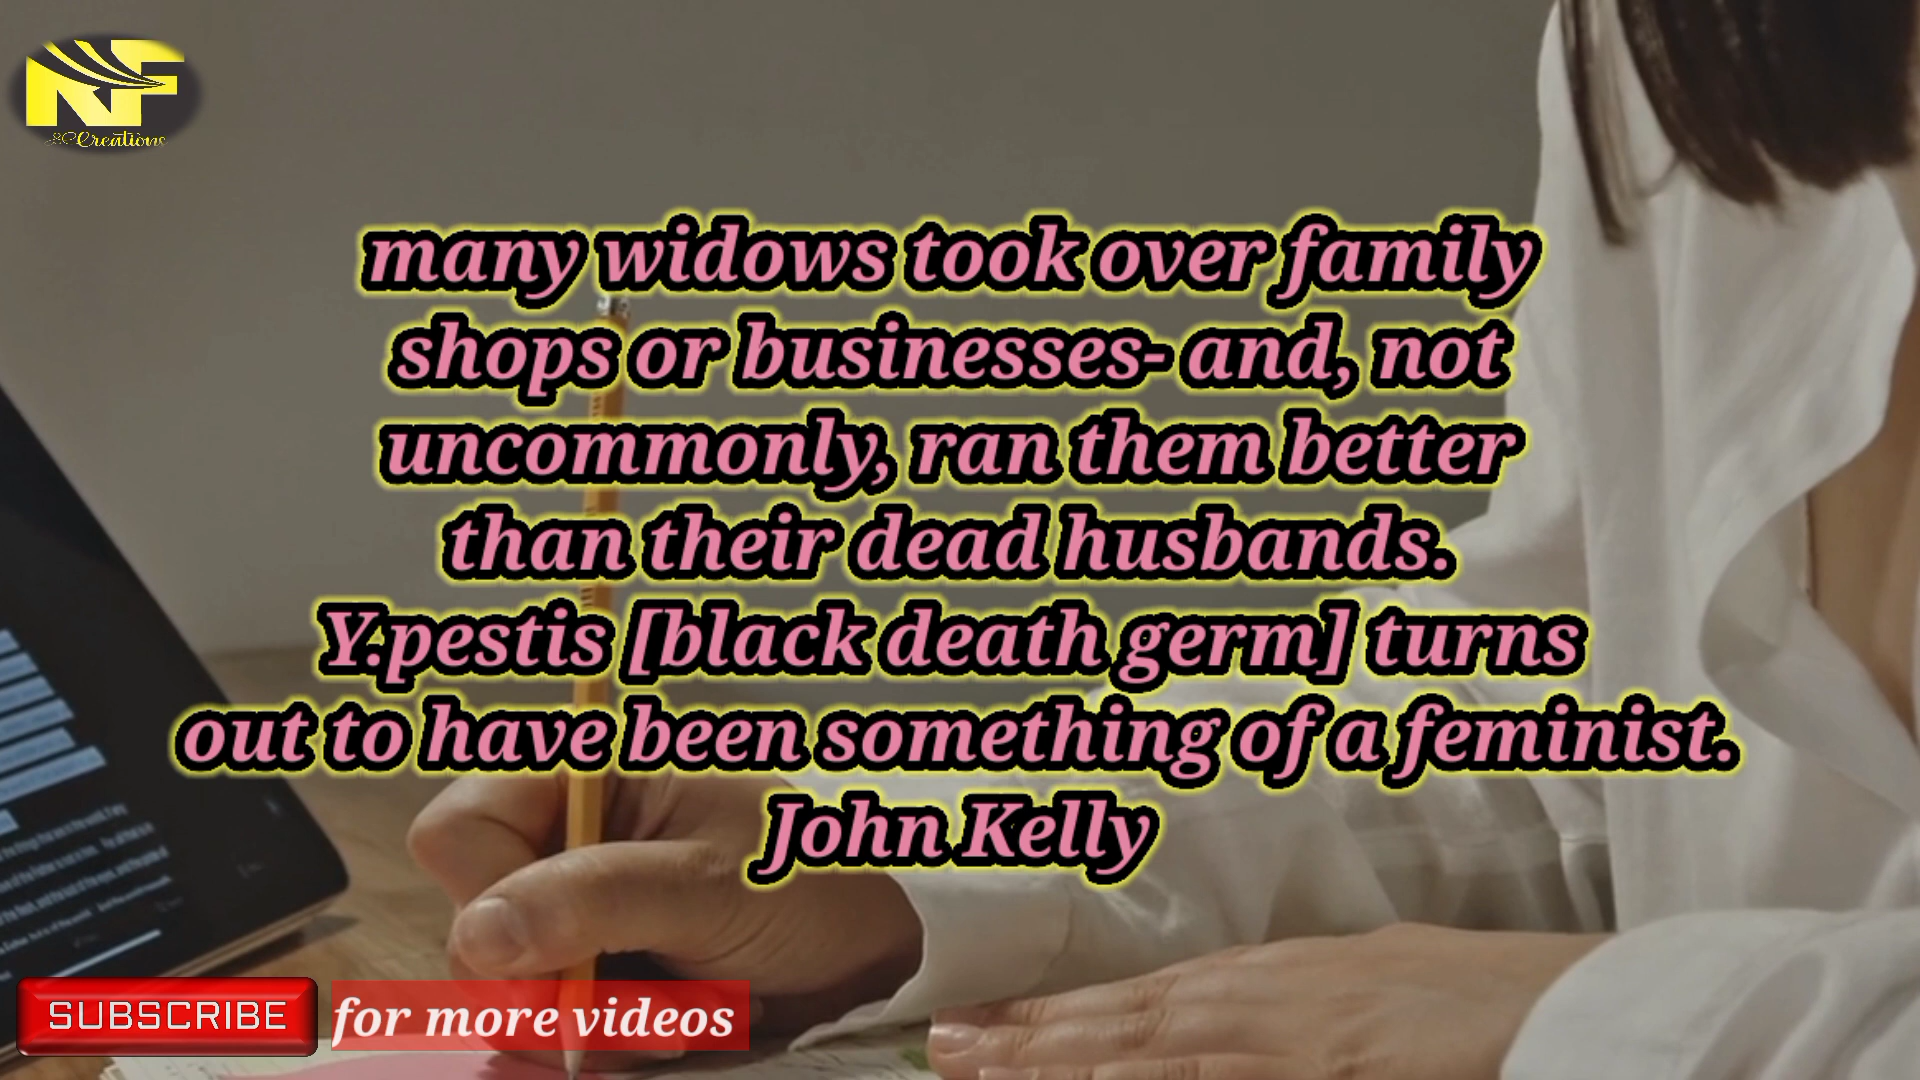 NF
Creations
many widows took over family
shops or businesses- and, not
uncommonly, ran them better
than their dead husbands.
Y.pestis [black death germ] turns
out to have been something of a feminist.
John Kelly
SUBSCRIBE for more videos